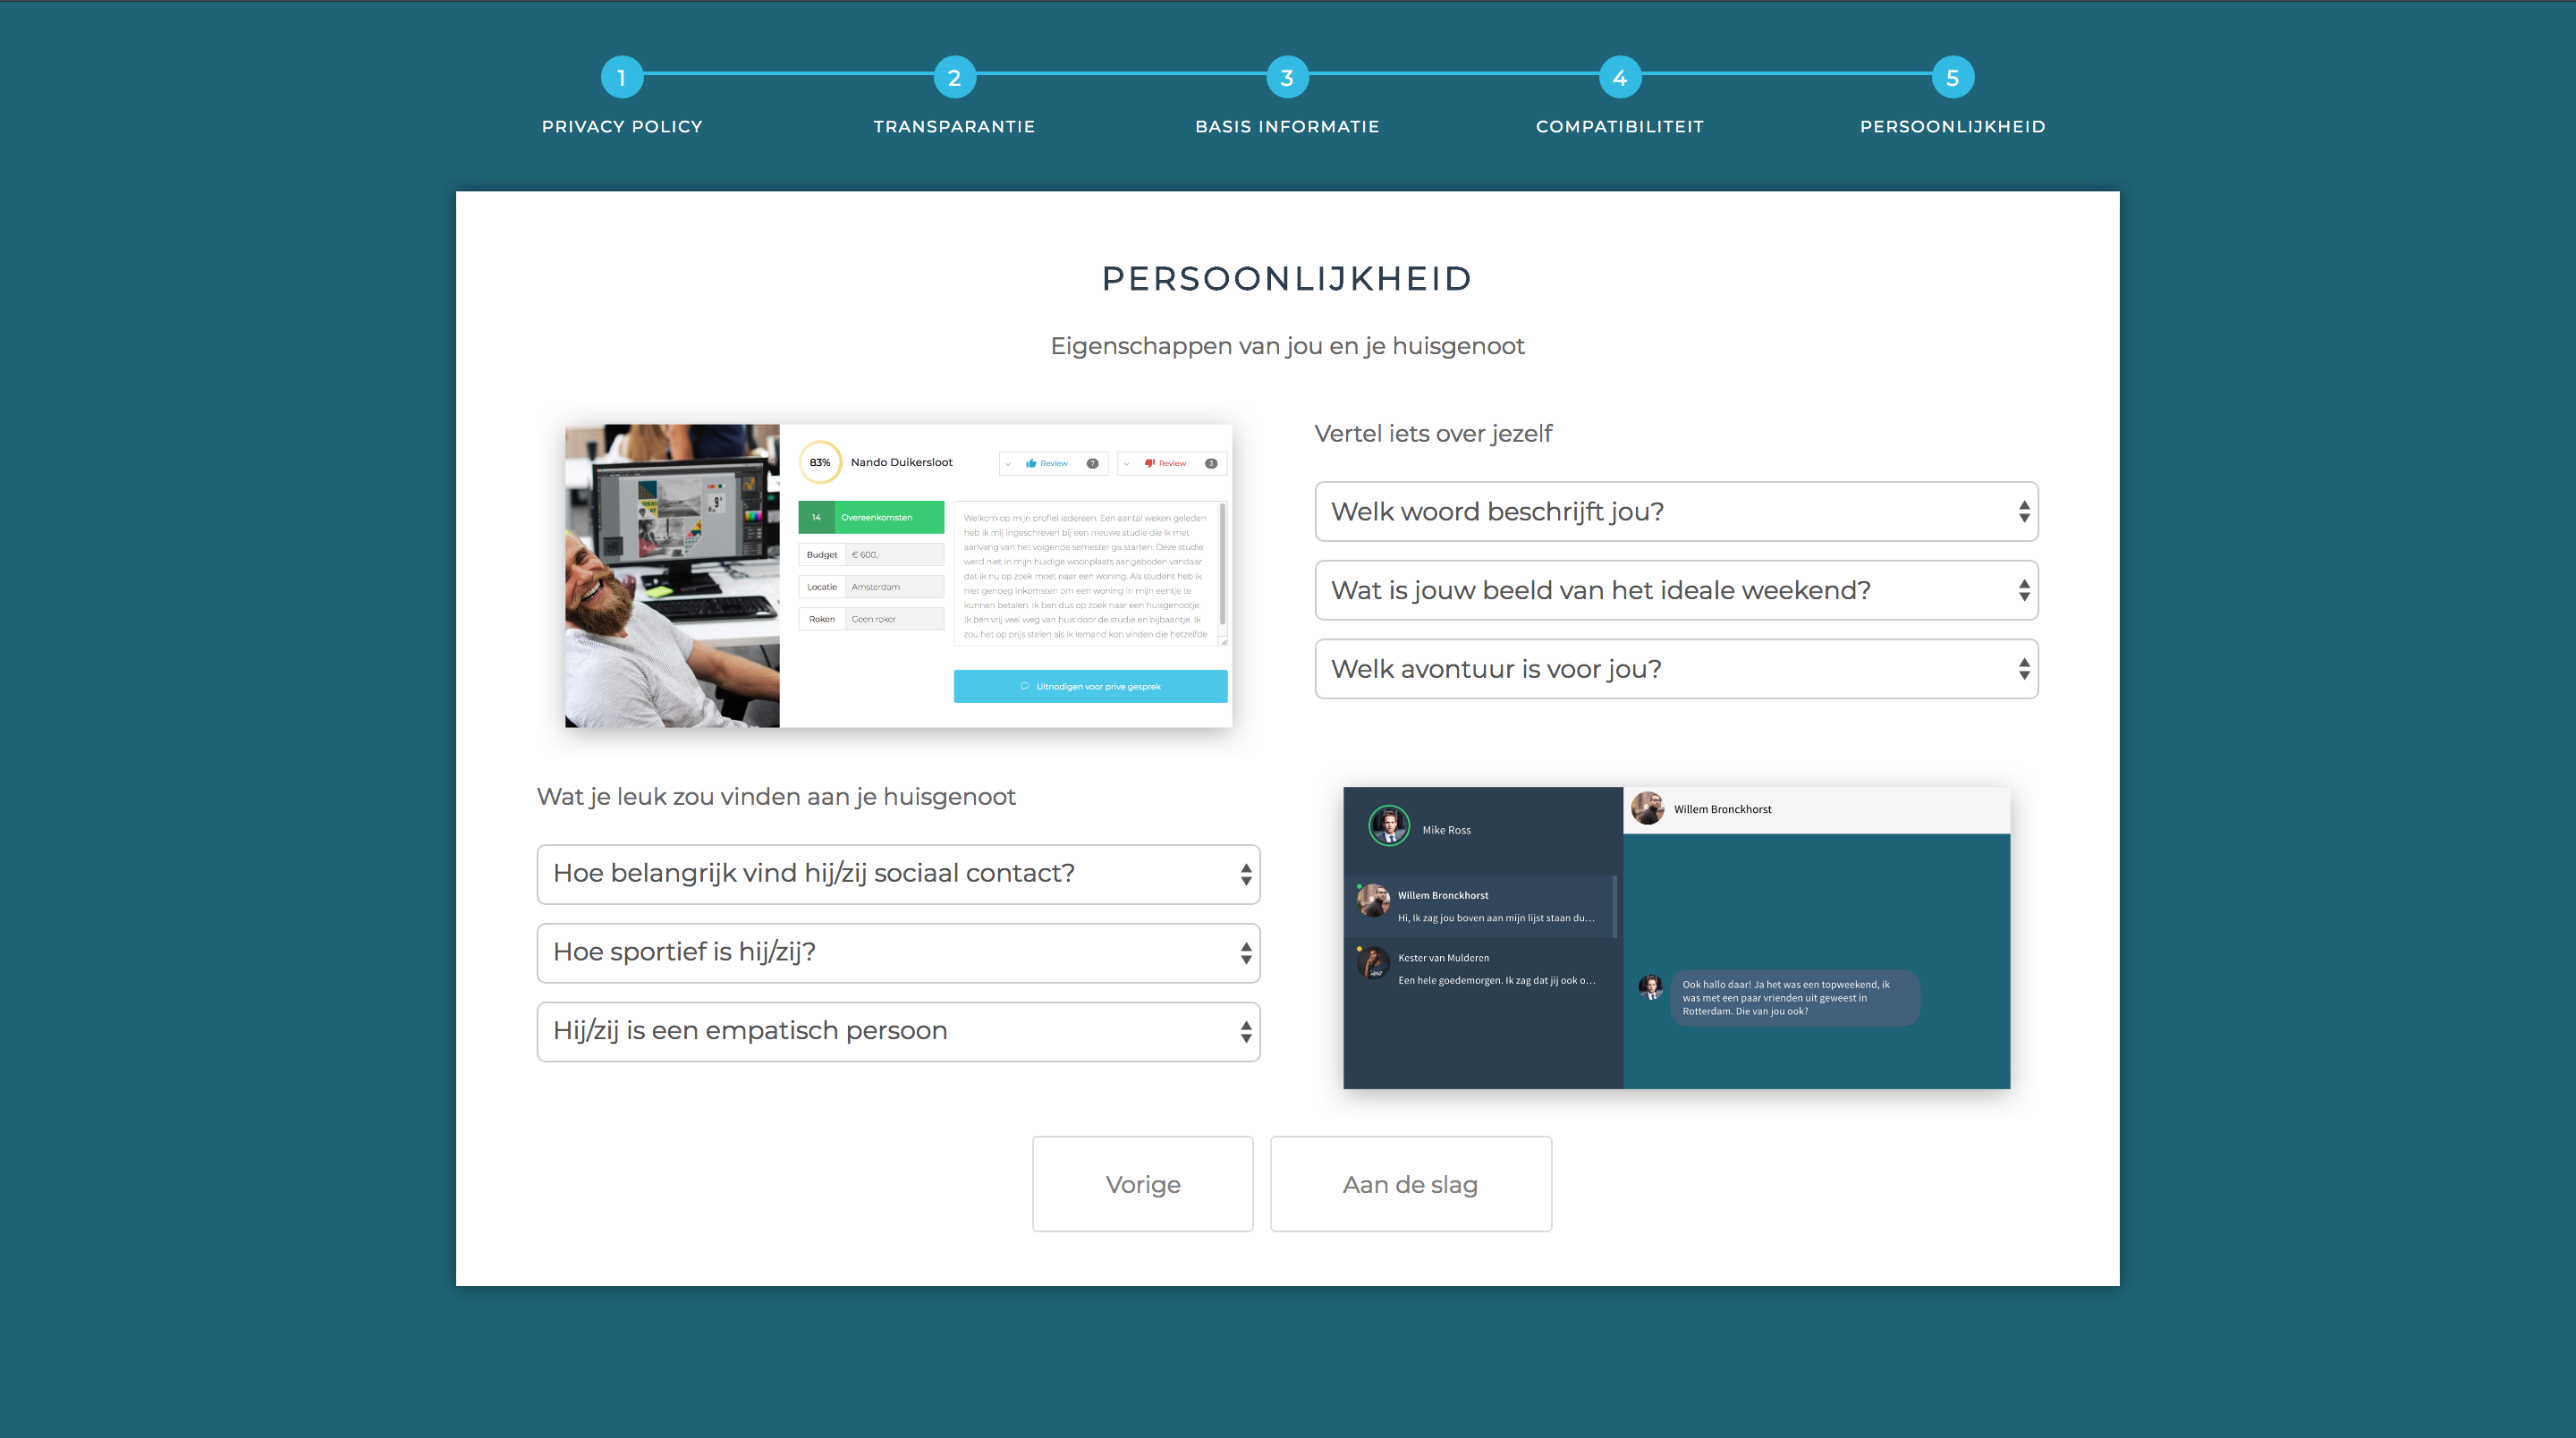 1
2
3
4
5
PRIVACY POLICY
TRANSPARANTIE
BASIS INFORMATIE
COMPATIBILITEIT
PERSOONLIJKHEID
PERSOONLIJKHEID
Eigenschappen van jou en je huisgenoot
83%
Nando Duikersloot
Review
7
Review
3
14
Overeenkomsten
Budget
€ 600,-
Locatie
Amsterdam
Roken
Geen roker
Welkom op mijn profiel iedereen. Een aantal weken geleden
heb ik mij ingeschreven bij een nieuwe studie die ik met
aanvang van het volgende semester ga starten. Deze studie
werd niet in mijn huidige woonplaats aangeboden vandaar
dat ik nu op zoek moet naar een woning. Als student heb ik
niet genoeg inkomsten om een woning in mijn eentje te
kunnen betalen. Ik ben dus op zoek naar een huisgenootje.
Ik ben vrij veel weg van huis door de studie en bijbaantje. Ik
zou het op prijs stelen als ik iemand kon vinden die hetzelfde
Uitnodigen voor prive gesprek
Vertel iets over jezelf
Welk woord beschrijft jou?
Wat is jouw beeld van het ideale weekend?
Welk avontuur is voor jou?
Wat je leuk zou vinden aan je huisgenoot
Hoe belangrijk vind hij/zij sociaal contact?
Hoe sportief is hij/zij?
Hij/zij is een empatisch persoon
Mike Ross
Willem Bronckhorst
Hi, Ik zag jou boven aan mijn lijst staan du...
Kester van Mulderen
Een hele goedemorgen. Ik zag dat jij ook o...
Willem Bronckhorst
Ook hallo daar! Ja het was een topweekend, ik
was met een paar vrienden uit geweest in
Rotterdam. Die van jou ook?
Vorige
Aan de slag